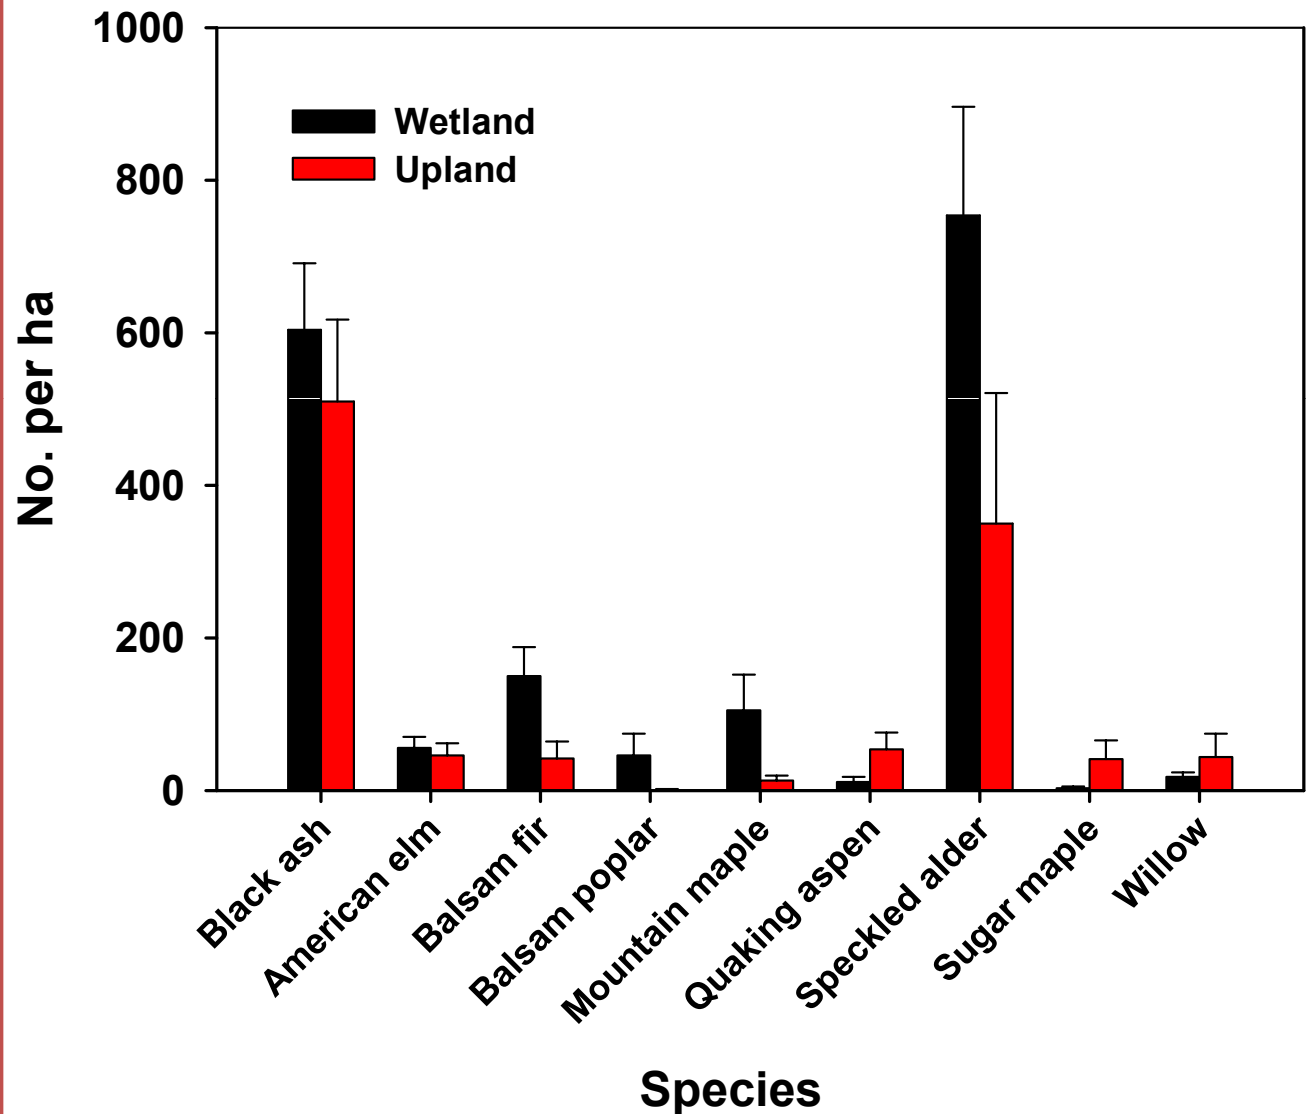 1000
800
600
400
200
0
No. per ha
Wetland
Upland
Black ash
American elm
Balsam fir
Balsam poplar
Mountain maple
Quaking aspen
Speckled alder
Sugar maple
Willow
Species